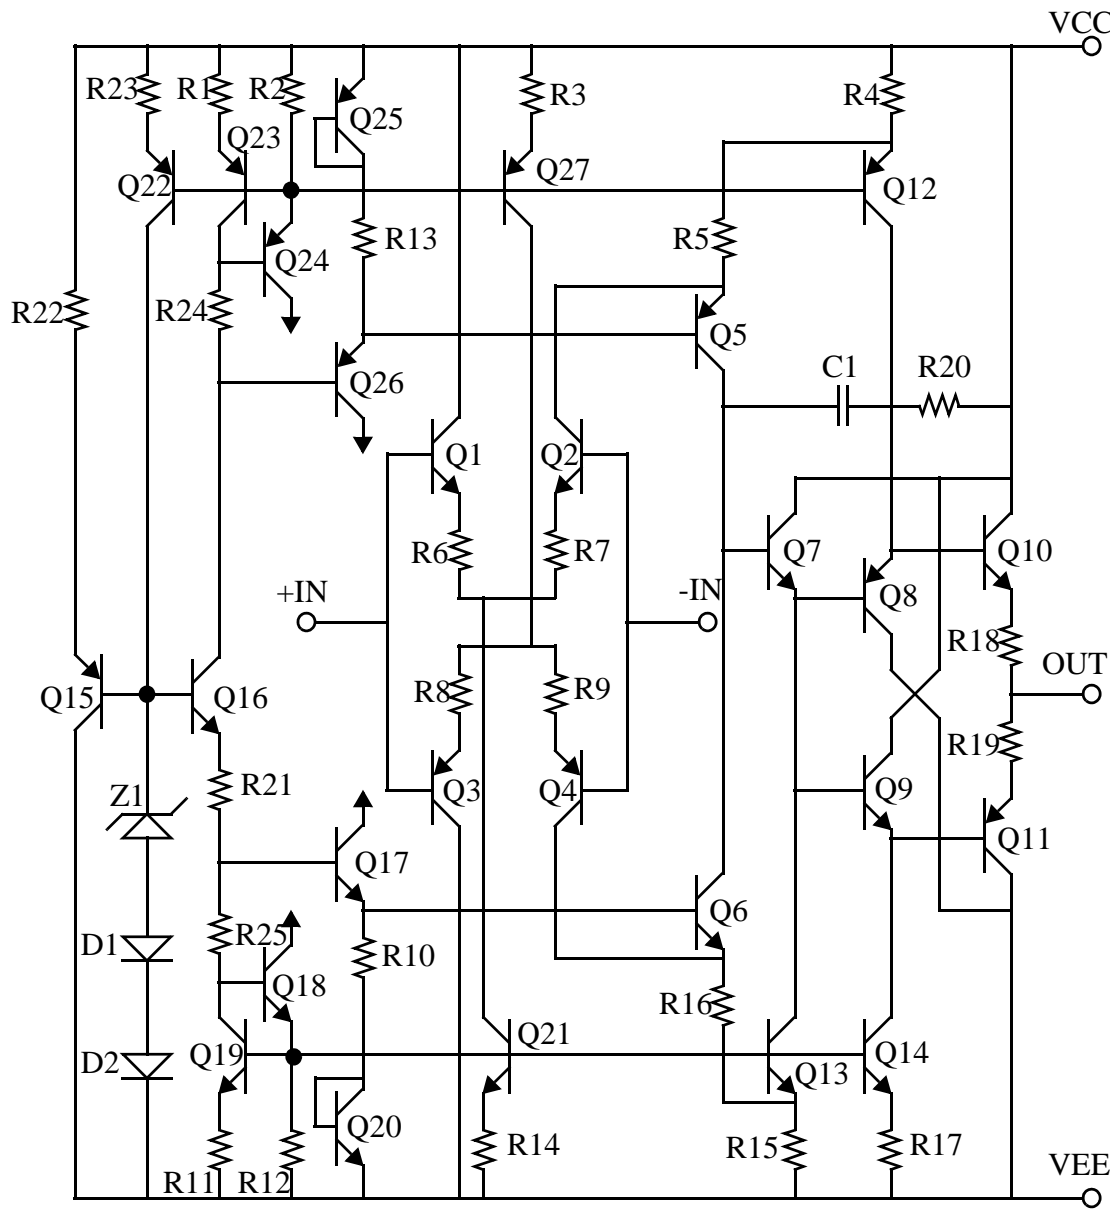 VCC
R23 R1 R2 R3 R4
Q25
Q23
Q22 Q27 Q12
R13 R5
Q24
R22 R24
Q5
Q26 C1 R20
Q1 Q2
R6 R7 Q7 Q10
+IN -IN Q8
R18
OUT
Q15 Q16 R8 R9
R19
R21
Z1 Q3 Q4 Q9
Q11
Q17
Q6
D1 R25 R10
Q18 R16
Q21
D2 Q19 Q14
Q13
Q20
R14 R15 R17
R11 R12 VEE